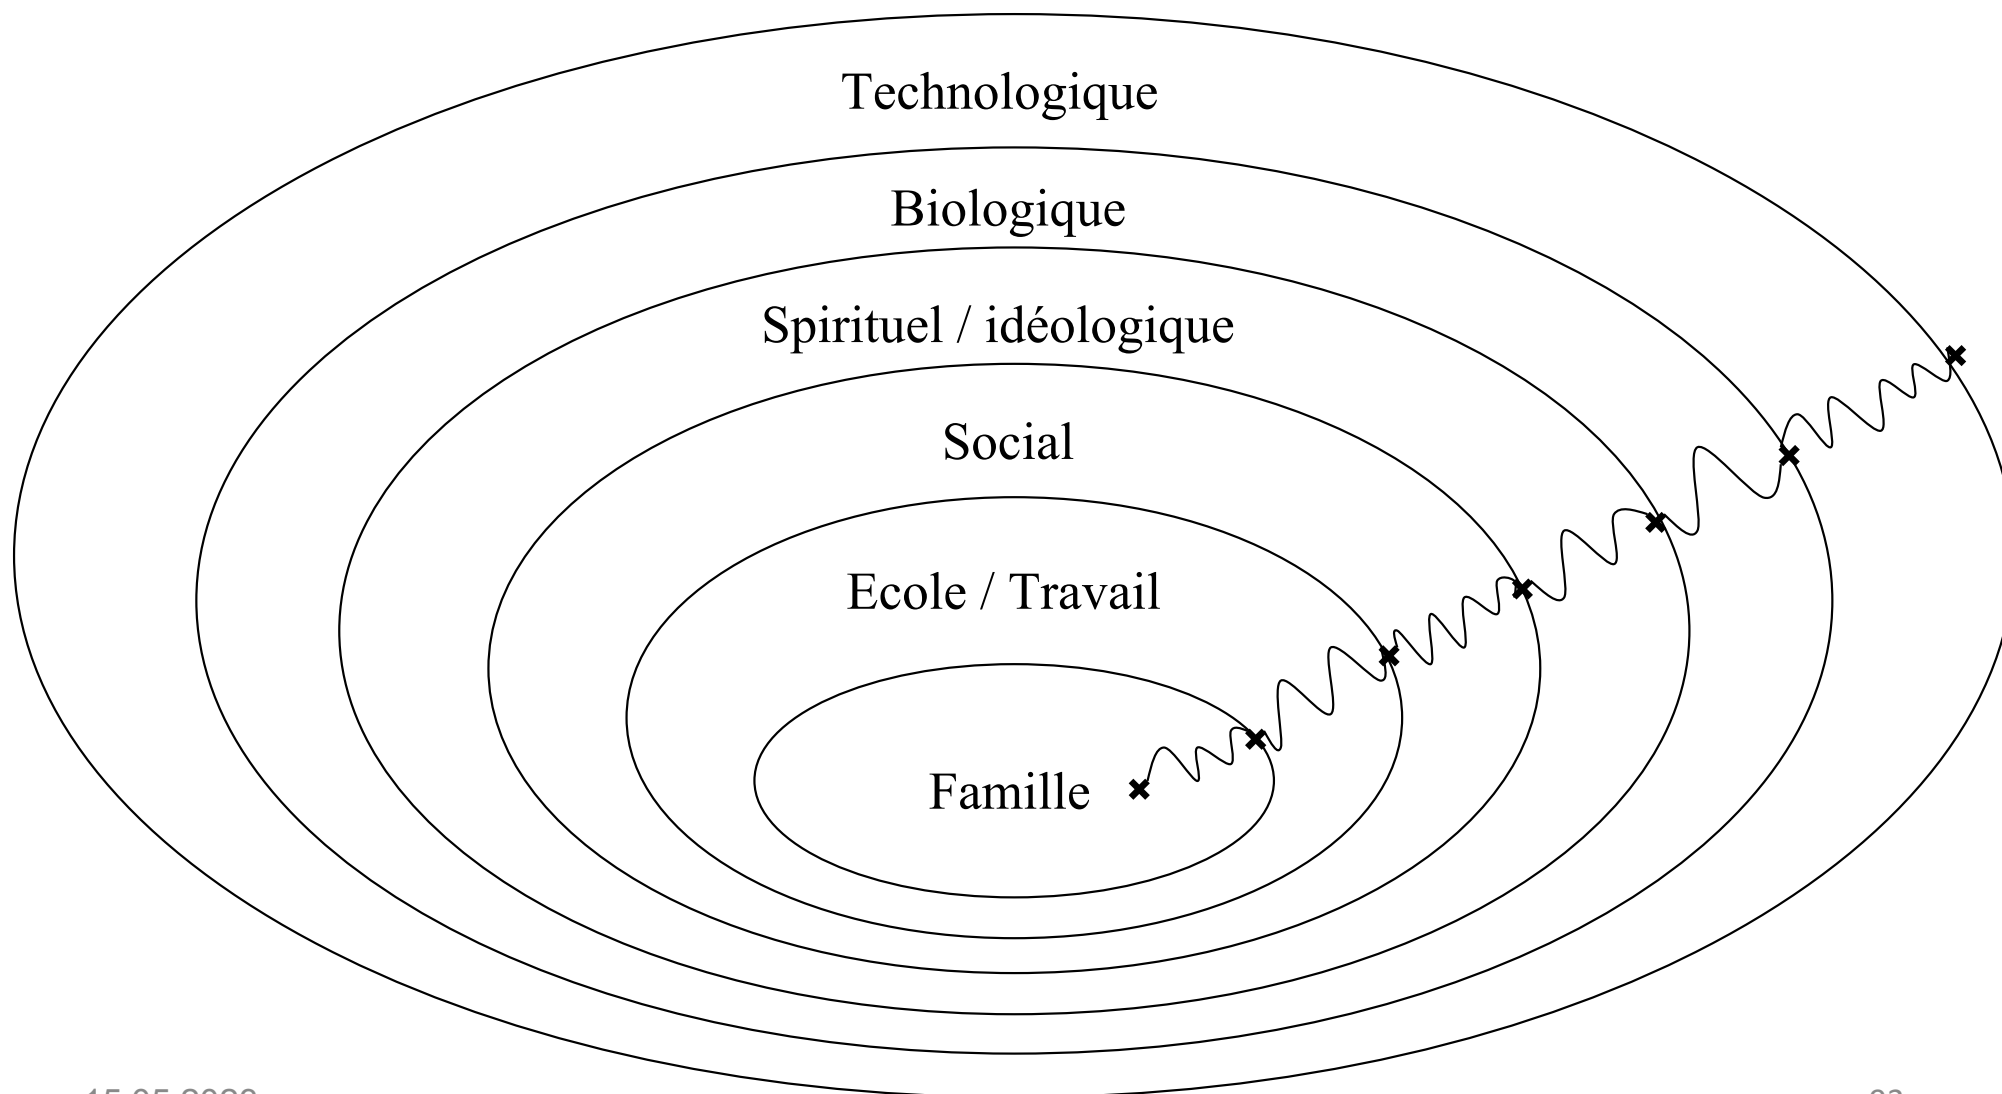 Technologique
Biologique
Spirituel / idéologique
Social
Ecole / Travail
Famille